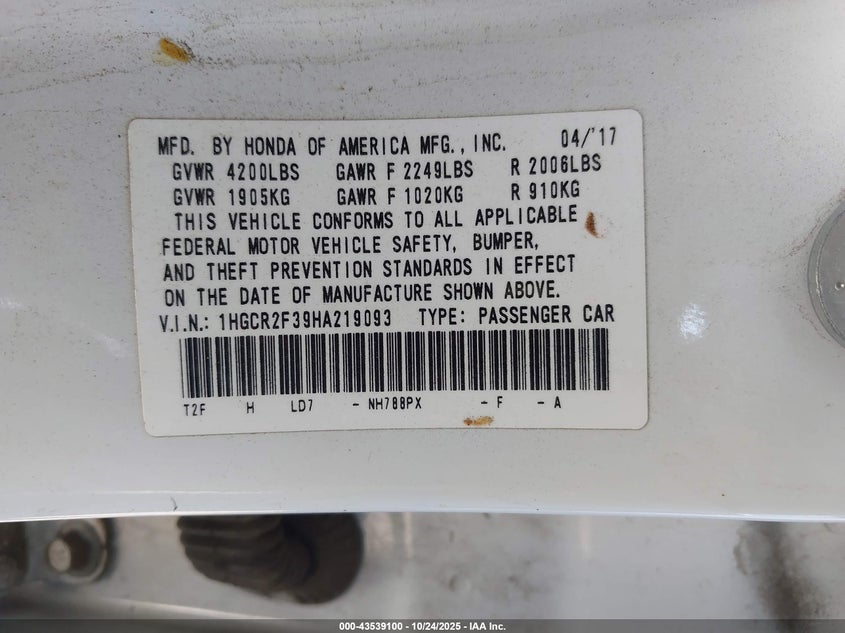 MFD. BY HONDA OF AMERICA MFG., INC. 04/'17
GVWR 4200LBS GAWR F 2249LBS R 2006LBS
GVWR 1905KG GAWR F 1020KG R 910KG
THIS VEHICLE CONFORMS TO ALL APPLICABLE
FEDERAL MOTOR VEHICLE SAFETY, BUMPER,
AND THEFT PREVENTION STANDARDS IN EFFECT
ON THE DATE OF MANUFACTURE SHOWN ABOVE.
V.I.N.: 1HGCR2F39HA219093 TYPE: PASSENGER CAR
T2F H LD7 - NH788PX - F - A
000-43539100 - 10/24/2025 - IAA Inc.